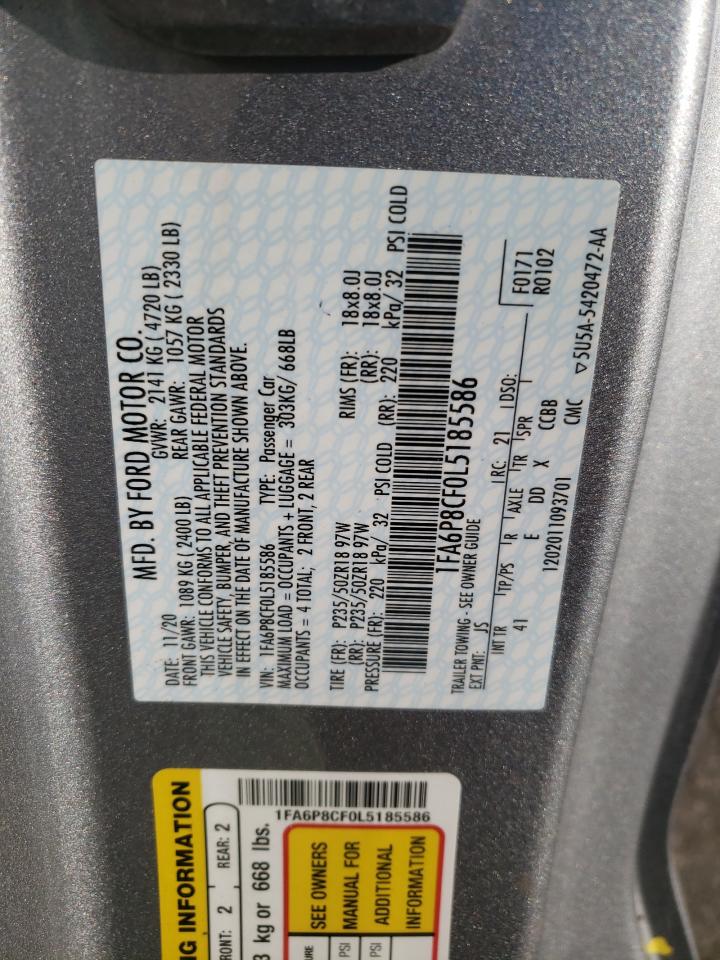 MFD. BY FORD MOTOR CO.
DATE: 11/20 GVWR: 2141 KG ( 4720 LB)
FRONT GAWR: 1089 KG (2400 LB) REAR GAWR: 1057 KG ( 2330 LB)
THIS VEHICLE CONFORMS TO ALL APPLICABLE FEDERAL MOTOR
VEHICLE SAFETY, BUMPER, AND THEFT PREVENTION STANDARDS
IN EFFECT ON THE DATE OF MANUFACTURE SHOWN ABOVE.
VIN: 1FA6P8CF0L5185586 TYPE: Passenger Car
MAXIMUM LOAD = OCCUPANTS + LUGGAGE = 303KG/ 668LB
OCCUPANTS = 4 TOTAL; 2 FRONT, 2 REAR
TIRE (FR): P235/50ZR18 97W RIMS (FR): 18x8.0J
(RR): P235/50ZR18 97W (RR): 18x8.0J
PRESSURE (FR): 220 kPa/ 32 PSI COLD (RR): 220 kPa/ 32 PSI COLD
1FA6P8CF0L5185586
TRAILER TOWING - SEE OWNER GUIDE
EXT PNT: JS RC: 21 DSO: F0171
R0102
INT TR TP/PS R AXLE TR SPR
41 E DD X CCBB
1202011093701 CMC ▽5U5A-5420472-AA
NG INFORMATION
FRONT: 2 REAR: 2
3 kg or 668 lbs.
1FA6P8CF0L5185586
SEE OWNERS
MANUAL FOR
ADDITIONAL
INFORMATION
PSI
PSI